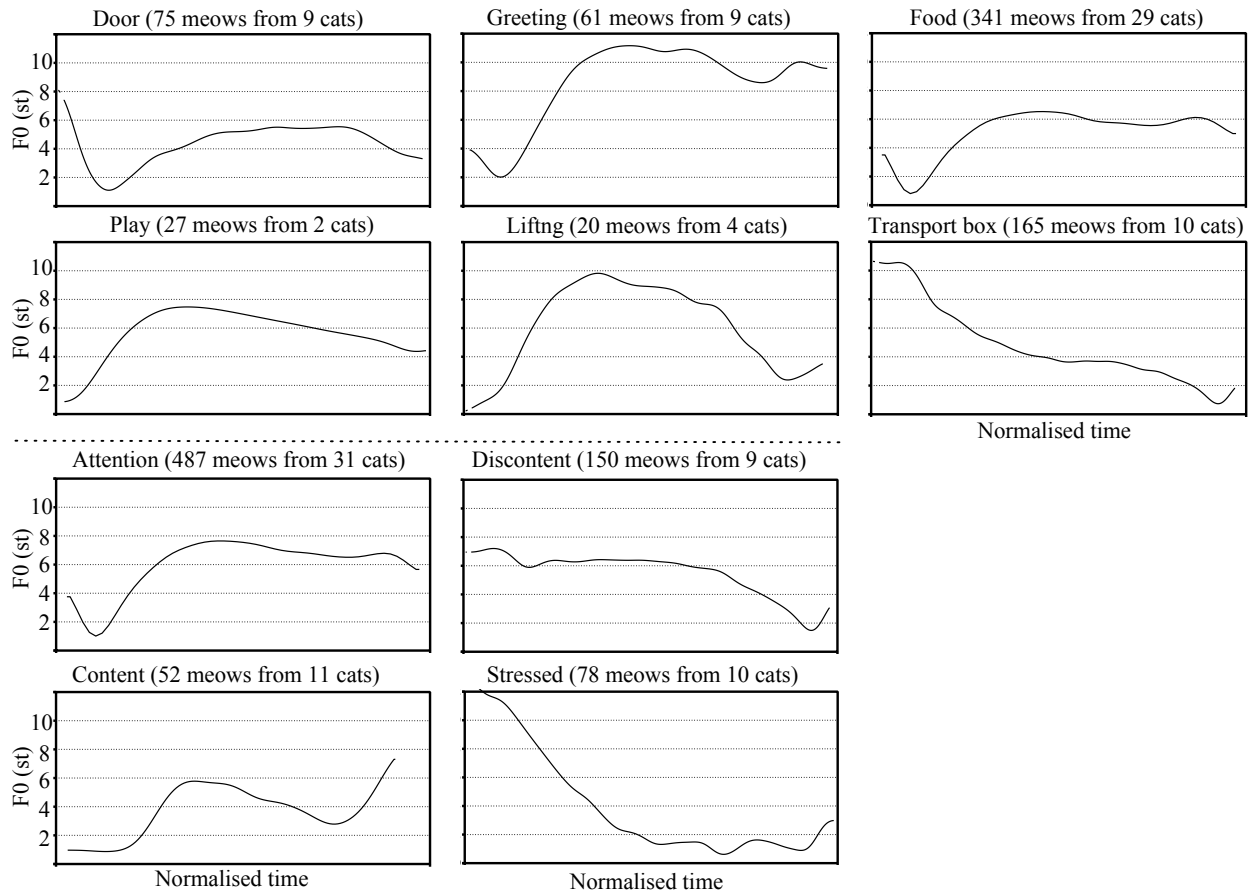 Door (75 meows from 9 cats)
Greeting (61 meows from 9 cats)
Food (341 meows from 29 cats)
F0 (st)
10
8
6
4
2
Play (27 meows from 2 cats)
Liftng (20 meows from 4 cats)
Transport box (165 meows from 10 cats)
F0 (st)
10
8
6
4
2
Normalised time
Attention (487 meows from 31 cats)
Discontent (150 meows from 9 cats)
F0 (st)
10
8
6
4
2
Content (52 meows from 11 cats)
Stressed (78 meows from 10 cats)
F0 (st)
10
8
6
4
2
Normalised time
Normalised time